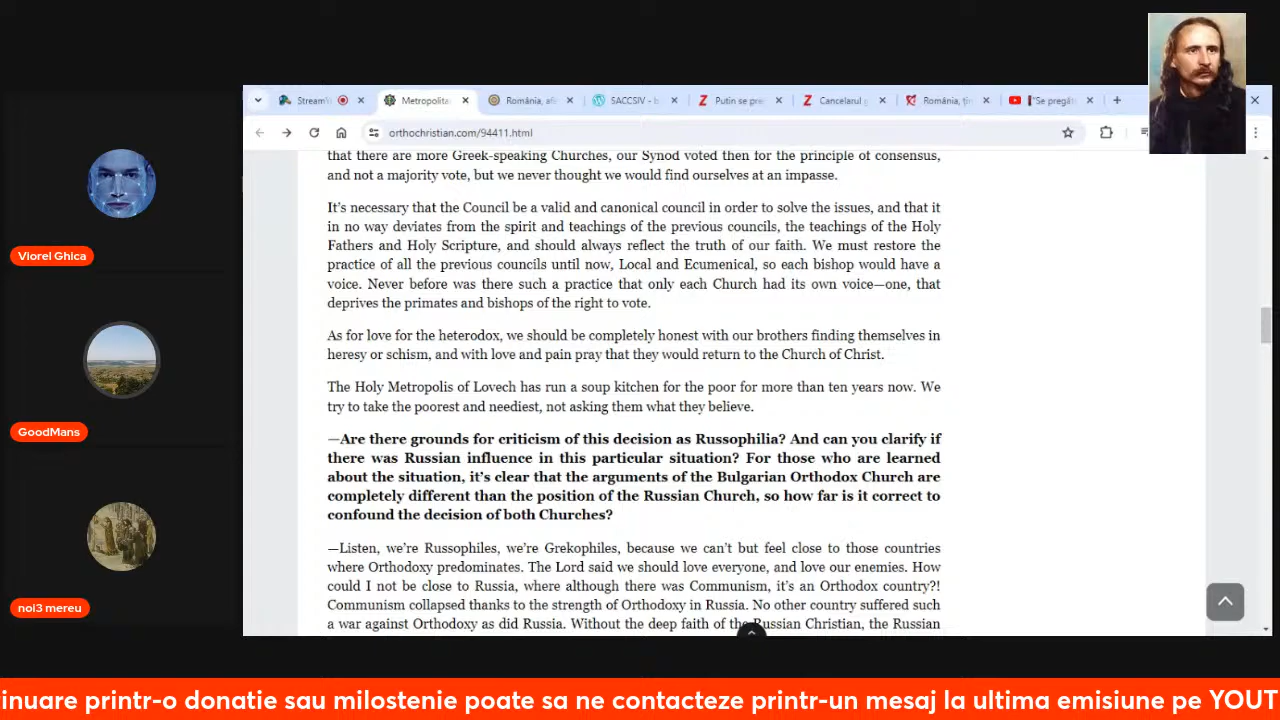 StreamY
Metropolita
România, afe
SACCSIV - b
Putin se pre
Cancelarul g
România, țin
"Se pregăt
orthochristian.com/94411.html
that there are more Greek-speaking Churches, our Synod voted then for the principle of consensus,
and not a majority vote, but we never thought we would find ourselves at an impasse.
It's necessary that the Council be a valid and canonical council in order to solve the issues, and that it
in no way deviates from the spirit and teachings of the previous councils, the teachings of the Holy
Fathers and Holy Scripture, and should always reflect the truth of our faith. We must restore the
practice of all the previous councils until now, Local and Ecumenical, so each bishop would have a
voice. Never before was there such a practice that only each Church had its own voice—one, that
deprives the primates and bishops of the right to vote.
As for love for the heterodox, we should be completely honest with our brothers finding themselves in
heresy or schism, and with love and pain pray that they would return to the Church of Christ.
The Holy Metropolis of Lovech has run a soup kitchen for the poor for more than ten years now. We
try to take the poorest and neediest, not asking them what they believe.
—Are there grounds for criticism of this decision as Russophilia? And can you clarify if
there was Russian influence in this particular situation? For those who are learned
about the situation, it's clear that the arguments of the Bulgarian Orthodox Church are
completely different than the position of the Russian Church, so how far is it correct to
confound the decision of both Churches?
—Listen, we're Russophiles, we're Grekophiles, because we can't but feel close to those countries
where Orthodoxy predominates. The Lord said we should love everyone, and love our enemies. How
could I not be close to Russia, where although there was Communism, it's an Orthodox country?!
Communism collapsed thanks to the strength of Orthodoxy in Russia. No other country suffered such
a war against Orthodoxy as did Russia. Without the deep faith of the Russian Christian, the Russian
Viorel Ghica
GoodMans
noi3 mereu
inuare printr-o donatie sau milostenie poate sa ne contacteze printr-un mesaj la ultima emisiune pe YOUT